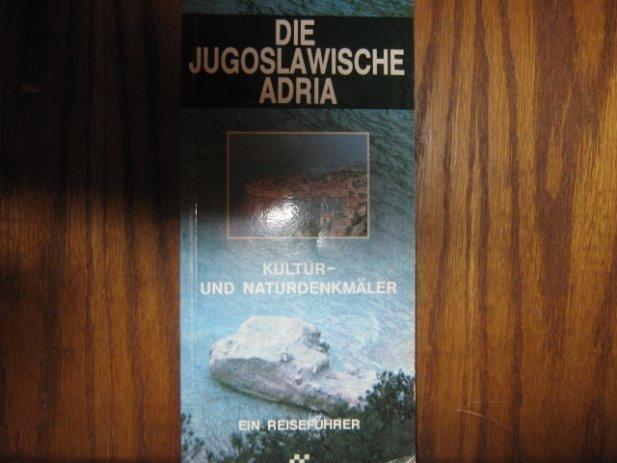 DIE
JUGOSLAWISCHE
ADRIA
KULTUR-
UND NATURDENKMÄLER
EIN REISEFÜHRER